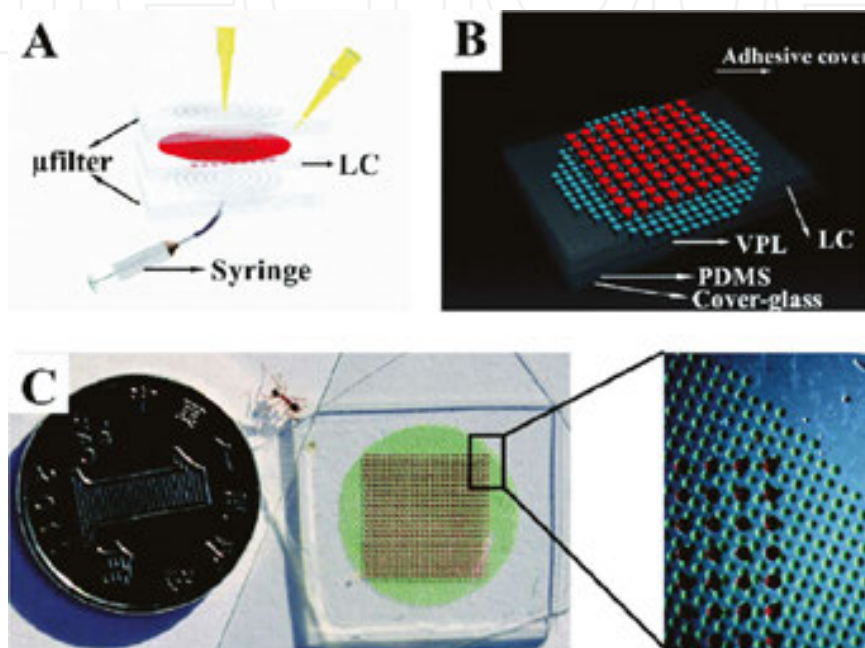 A
µfilter
LC
Syringe
B
Adhesive cover
LC
VPL
PDMS
Cover-glass
C